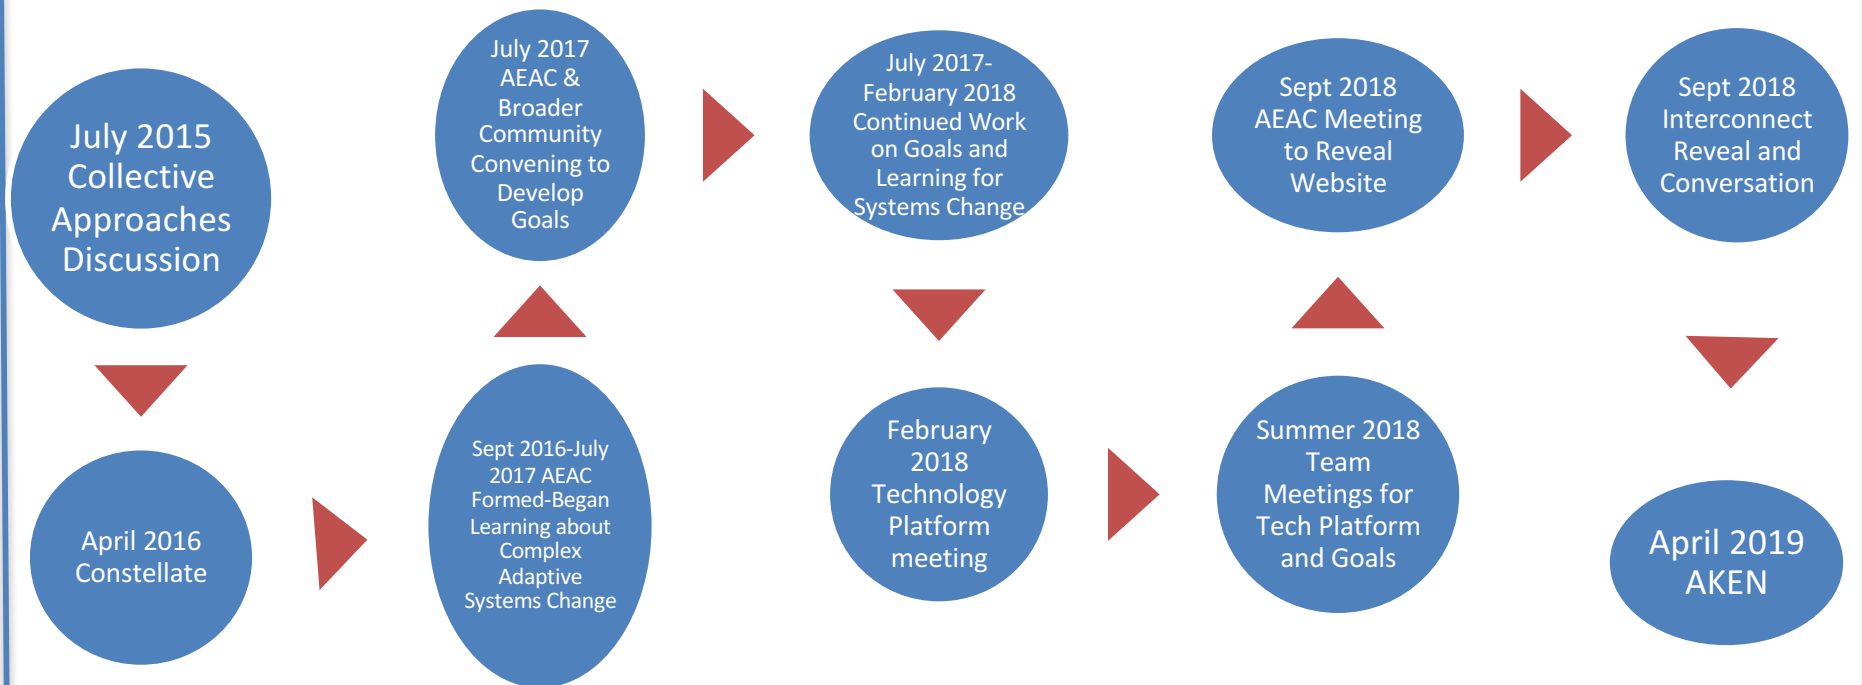 July 2015
Collective
Approaches
Discussion
April 2016
Constellate
Sept 2016-July
2017 AEAC
Formed-Began
Learning about
Complex
Adaptive
Systems Change
July 2017
AEAC &
Broader
Community
Convening to
Develop
Goals
July 2017-
February 2018
Continued Work
on Goals and
Learning for
Systems Change
February
2018
Technology
Platform
meeting
Summer 2018
Team
Meetings for
Tech Platform
and Goals
Sept 2018
AEAC Meeting
to Reveal
Website
Sept 2018
Interconnect
Reveal and
Conversation
April 2019
AKEN